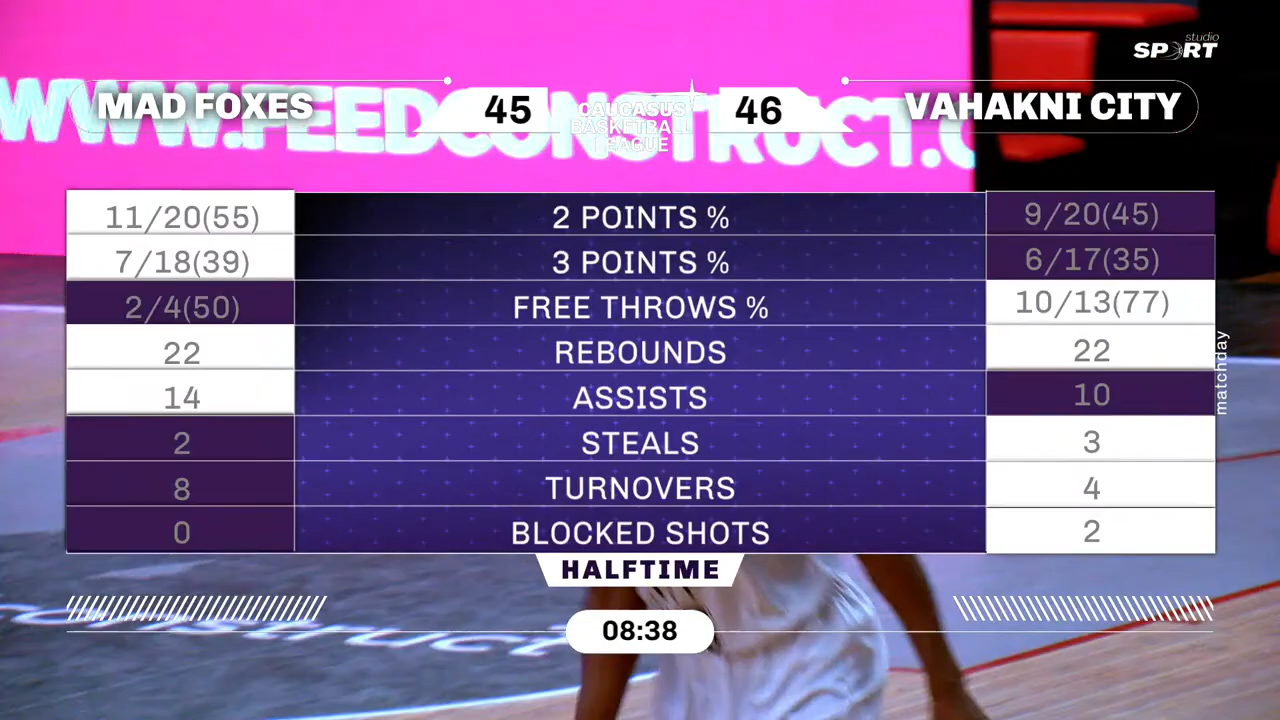 studio
SPORT
WWW.FEEDCONSTRUCT.C
MAD FOXES 45 CAUCASUS BASKETBALL LEAGUE 46 VAHAKNI CITY
11/20(55) 2 POINTS % 9/20(45)
7/18(39) 3 POINTS % 6/17(35)
2/4(50) FREE THROWS % 10/13(77)
22 REBOUNDS 22
14 ASSISTS 10
2 STEALS 3
8 TURNOVERS 4
0 BLOCKED SHOTS 2
matchday
HALFTIME
construct
08:38